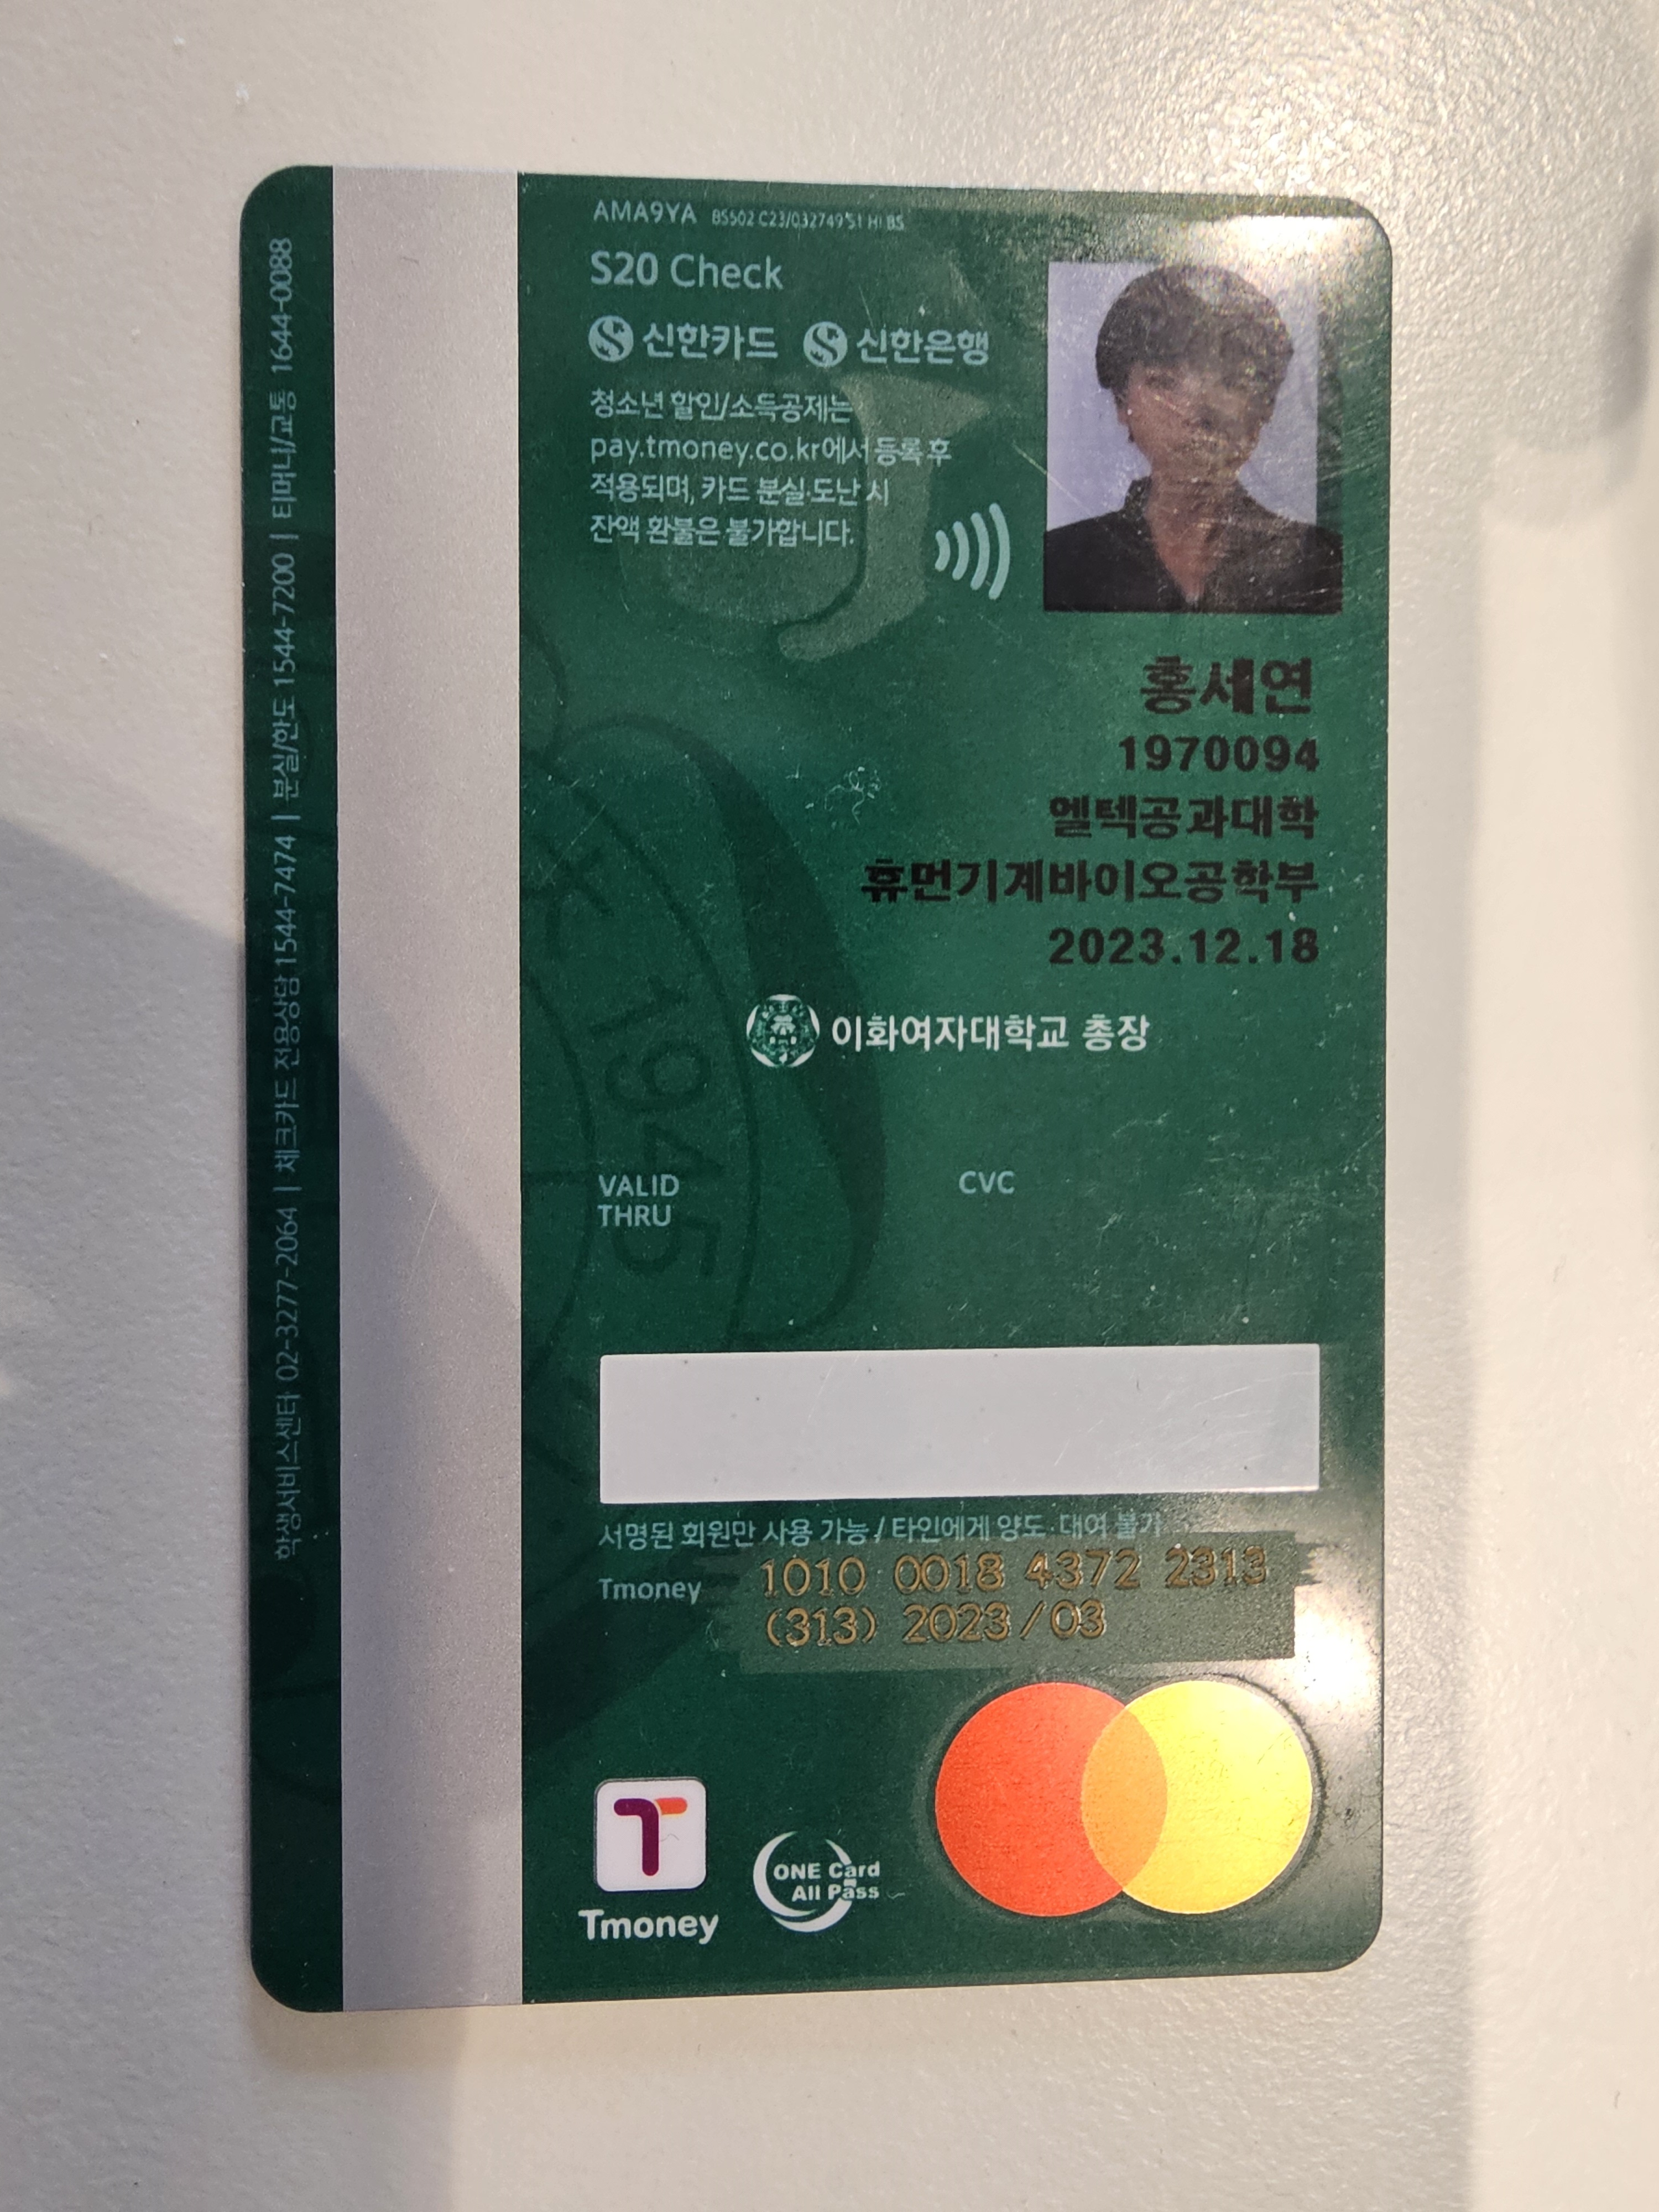 AMA9YA
S20 Check
신한카드 신한은행
청소년 할인/소득공제는
pay.tmoney.co.kr에서 등록 후
적용되며, 카드 분실·도난 시
잔액 환불은 불가합니다.
홍세연
1970094
엘텍공과대학
휴먼기계바이오공학부
2023.12.18
이화여자대학교 총장
1945
VALID
THRU
CVC
서명된 회원만 사용 가능 / 타인에게 양도·대여 불가
Tmoney 1010 0018 4372 2313
(313) 2023/03
Tmoney
ONE Card
All Pass
학생서비스센터 02-3277-2064 | 체크카드 전용상담 1544-7474 | 분실/한도 1544-7200 | 티머니/교통 1644-0088